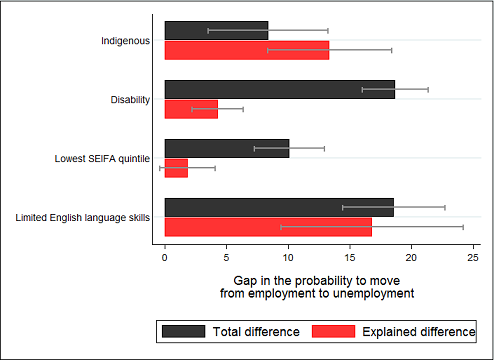 Indigenous
Disability
Lowest SEIFA quintile
Limited English language skills
0 5 10 15 20 25
Gap in the probability to move
from employment to unemployment
Total difference Explained difference